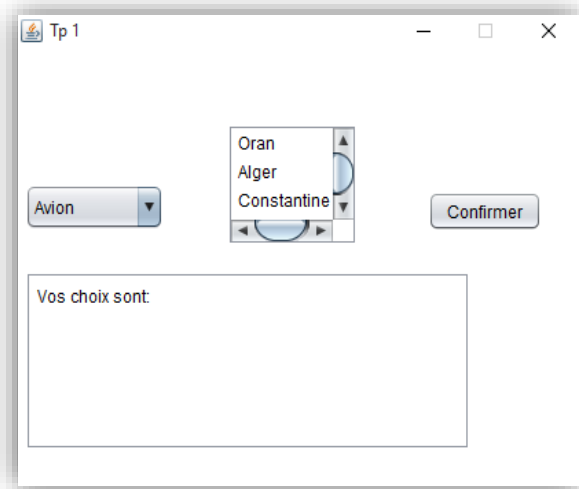 Tp 1
Oran
Alger
Constantine
Avion
Confirmer
Vos choix sont: